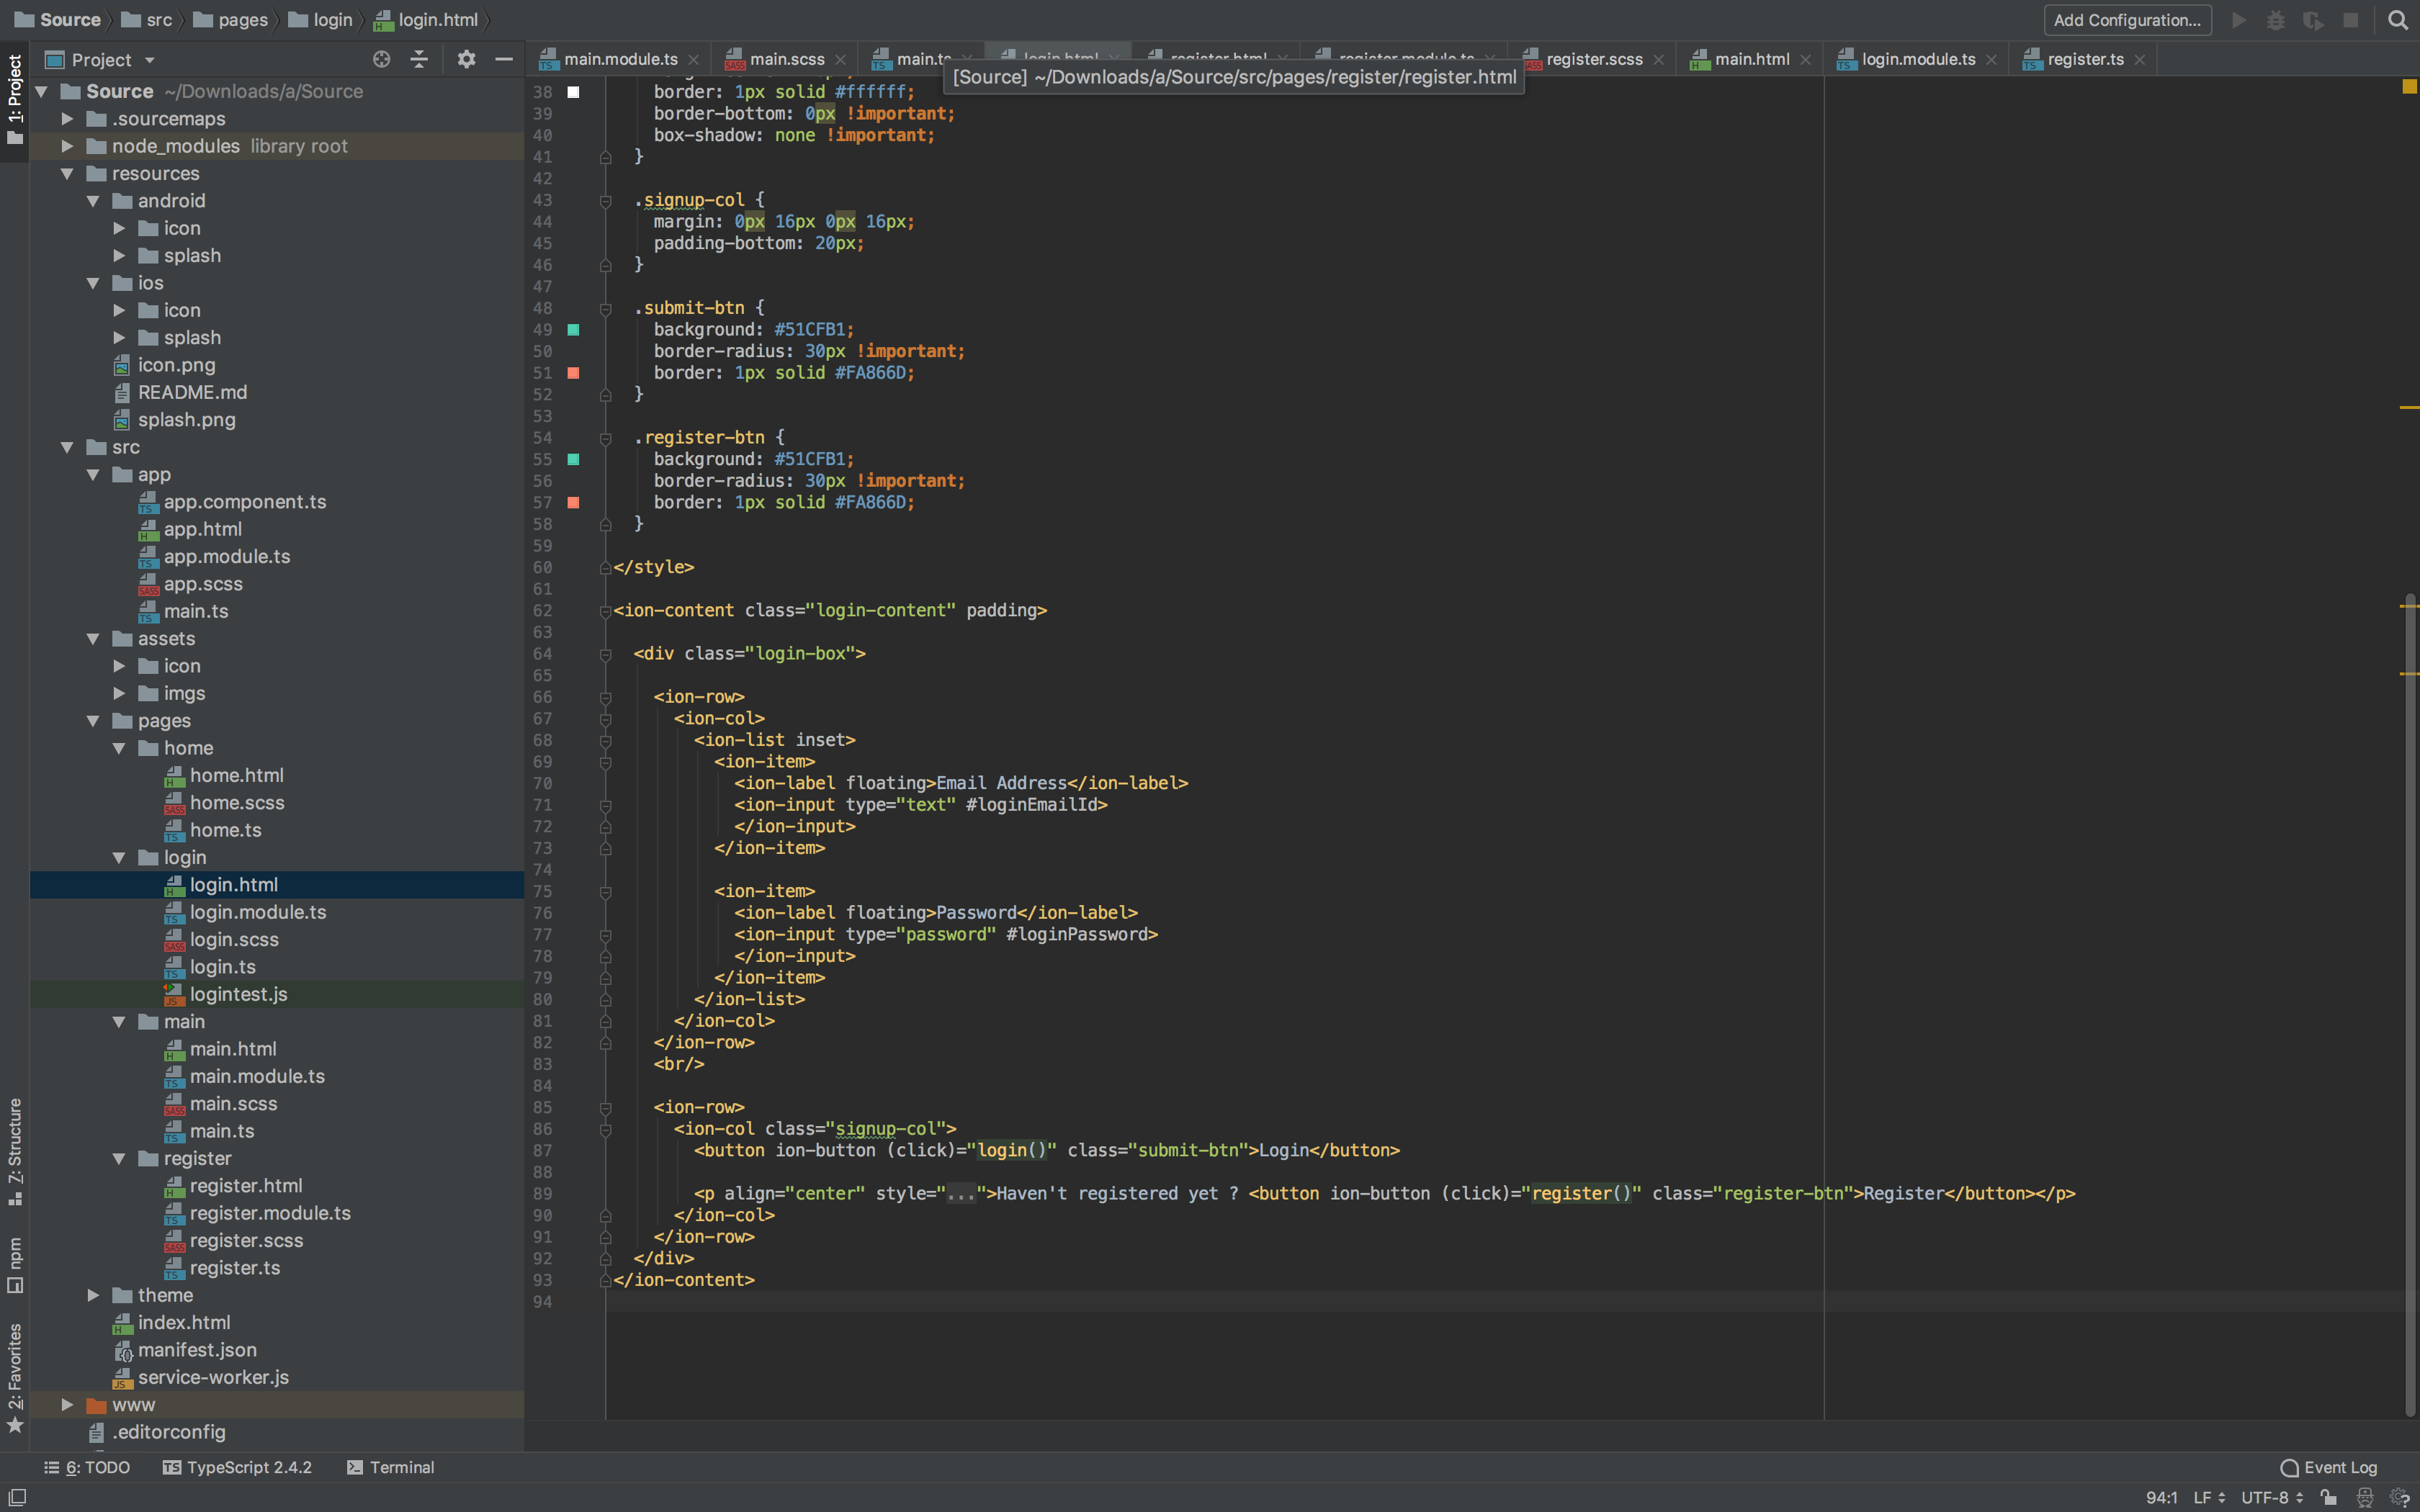 Source src pages login login.html
Add Configuration...
Project
main.module.ts main.scss main.ts login.html register.html register.module.ts register.scss main.html login.module.ts register.ts
[Source] ~/Downloads/a/Source/src/pages/register/register.html
1: Project
7: Structure
npm
2: Favorites
Source ~/Downloads/a/Source
.sourcemaps
node_modules library root
resources
android
icon
splash
ios
icon
splash
icon.png
README.md
splash.png
src
app
app.component.ts
app.html
app.module.ts
app.scss
main.ts
assets
icon
imgs
pages
home
home.html
home.scss
home.ts
login
login.html
login.module.ts
login.scss
login.ts
logintest.js
main
main.html
main.module.ts
main.scss
main.ts
register
register.html
register.module.ts
register.scss
register.ts
theme
index.html
manifest.json
service-worker.js
www
.editorconfig
38 border: 1px solid #ffffff;
39 border-bottom: 0px !important;
40 box-shadow: none !important;
41 }
42
43 .signup-col {
44 margin: 0px 16px 0px 16px;
45 padding-bottom: 20px;
46 }
47
48 .submit-btn {
49 background: #51CFB1;
50 border-radius: 30px !important;
51 border: 1px solid #FA866D;
52 }
53
54 .register-btn {
55 background: #51CFB1;
56 border-radius: 30px !important;
57 border: 1px solid #FA866D;
58 }
59
60 </style>
61
62 <ion-content class="login-content" padding>
63
64 <div class="login-box">
65
66 <ion-row>
67 <ion-col>
68 <ion-list inset>
69 <ion-item>
70 <ion-label floating>Email Address</ion-label>
71 <ion-input type="text" #loginEmailId>
72 </ion-input>
73 </ion-item>
74
75 <ion-item>
76 <ion-label floating>Password</ion-label>
77 <ion-input type="password" #loginPassword>
78 </ion-input>
79 </ion-item>
80 </ion-list>
81 </ion-col>
82 </ion-row>
83 <br/>
84
85 <ion-row>
86 <ion-col class="signup-col">
87 <button ion-button (click)="login()" class="submit-btn">Login</button>
88
89 <p align="center" style="...">Haven't registered yet ? <button ion-button (click)="register()" class="register-btn">Register</button></p>
90 </ion-col>
91 </ion-row>
92 </div>
93 </ion-content>
94
6: TODO TypeScript 2.4.2 Terminal Event Log
94:1 LF UTF-8